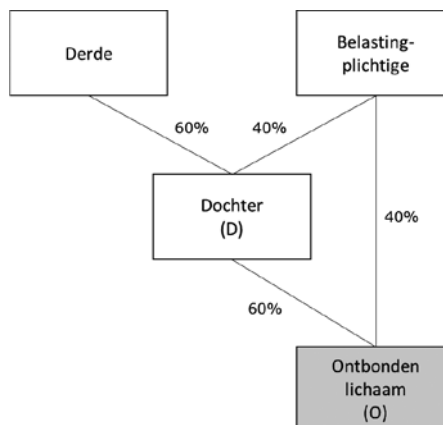 Derde
Belasting-
plichtige
60%
40%
Dochter
(D)
40%
60%
Ontbonden
lichaam
(O)